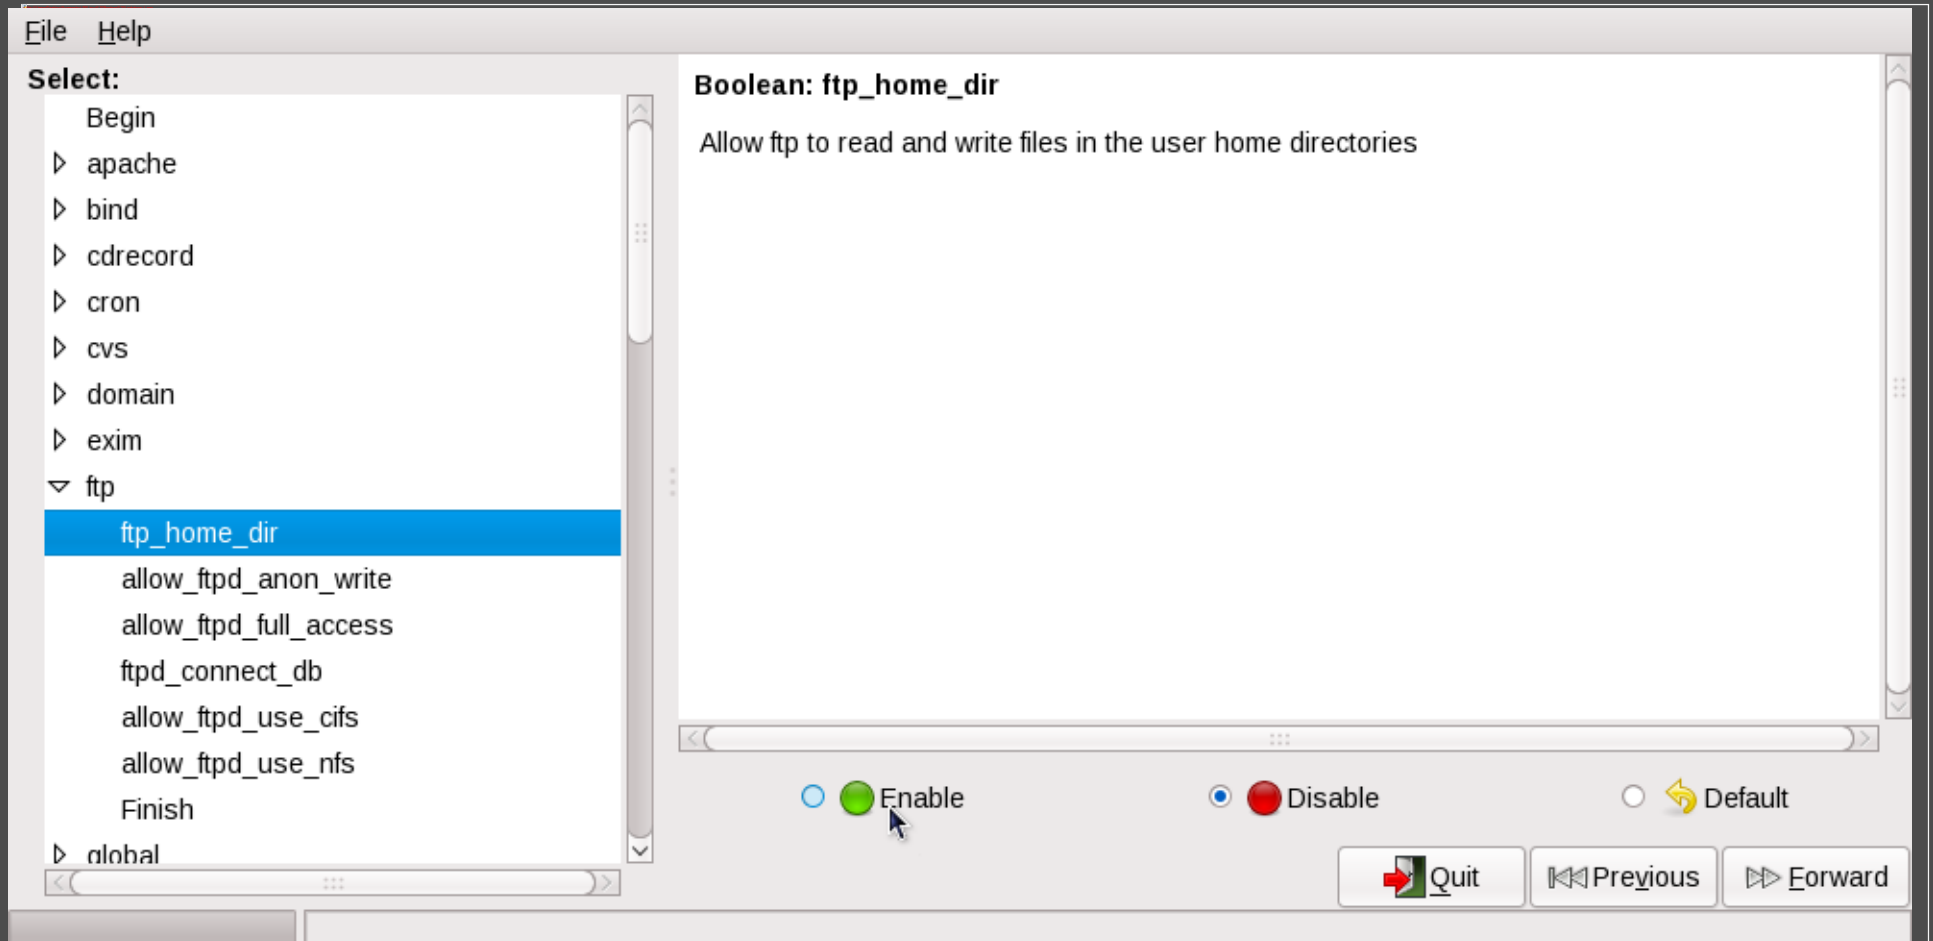 File Help
Select:
Begin
apache
bind
cdrecord
cron
cvs
domain
exim
ftp
ftp_home_dir
allow_ftpd_anon_write
allow_ftpd_full_access
ftpd_connect_db
allow_ftpd_use_cifs
allow_ftpd_use_nfs
Finish
global
Boolean: ftp_home_dir
Allow ftp to read and write files in the user home directories
Enable Disable Default
Quit Previous Forward